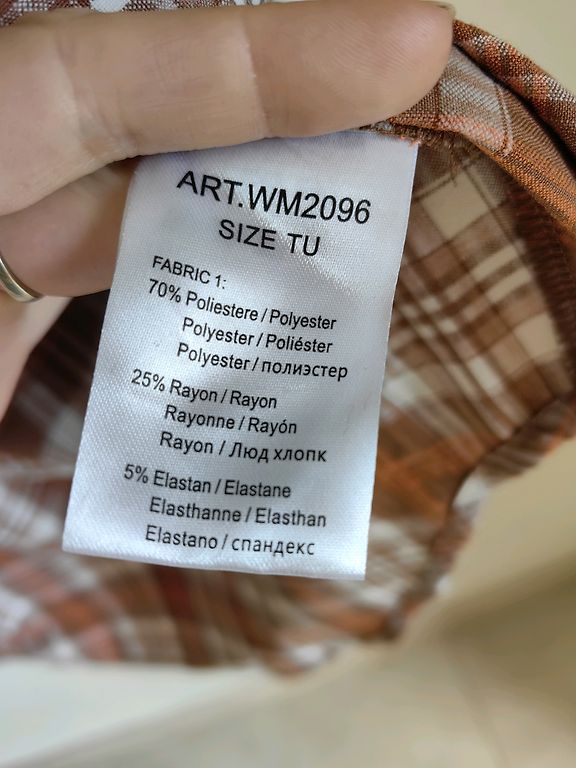 ART.WM2096
SIZE TU
FABRIC 1:
70% Poliestere / Polyester
Polyester / Poliéster
Polyester / полиэстер
25% Rayon / Rayon
Rayonne / Rayón
Rayon / Люд хлопк
5% Elastan / Elastane
Elasthanne / Elasthan
Elastano / спандекс